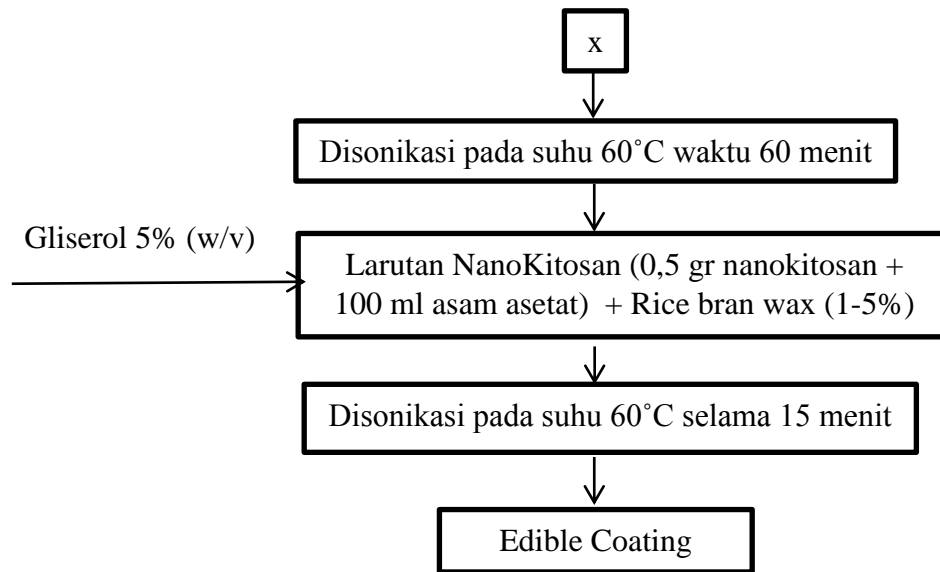 x
Disonikasi pada suhu 60˚C waktu 60 menit
Gliserol 5% (w/v)
Larutan NanoKitosan (0,5 gr nanokitosan +
100 ml asam asetat) + Rice bran wax (1-5%)
Disonikasi pada suhu 60˚C selama 15 menit
Edible Coating